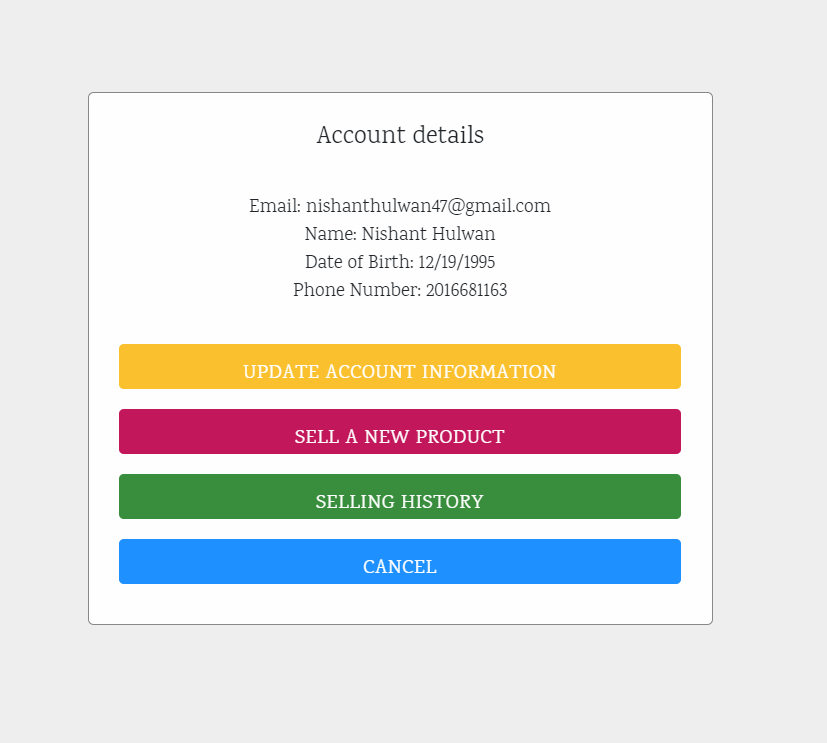 Account details
Email: nishanthulwan47@gmail.com
Name: Nishant Hulwan
Date of Birth: 12/19/1995
Phone Number: 2016681163
UPDATE ACCOUNT INFORMATION
SELL A NEW PRODUCT
SELLING HISTORY
CANCEL